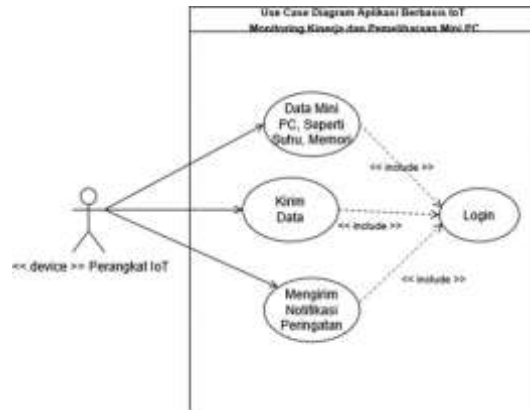 Use Case Diagram Aplikasi Berbasis IoT
Monitoring Kinerja dan Pemeliharaan Mini PC
Data Mini
PC, Seperti
Suhu, Memori
<< include >>
Kirim
Data
<< include >>
Login
<< device >> Perangkat IoT
<< include >>
Mengirim
Notifikasi
Peringatan